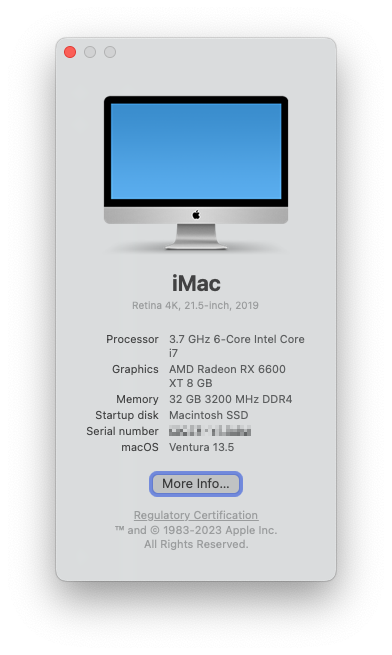 iMac
Retina 4K, 21.5-inch, 2019
Processor 3.7 GHz 6-Core Intel Core
i7
Graphics AMD Radeon RX 6600
XT 8 GB
Memory 32 GB 3200 MHz DDR4
Startup disk Macintosh SSD
Serial number
macOS Ventura 13.5
More Info...
Regulatory Certification
™ and © 1983-2023 Apple Inc.
All Rights Reserved.